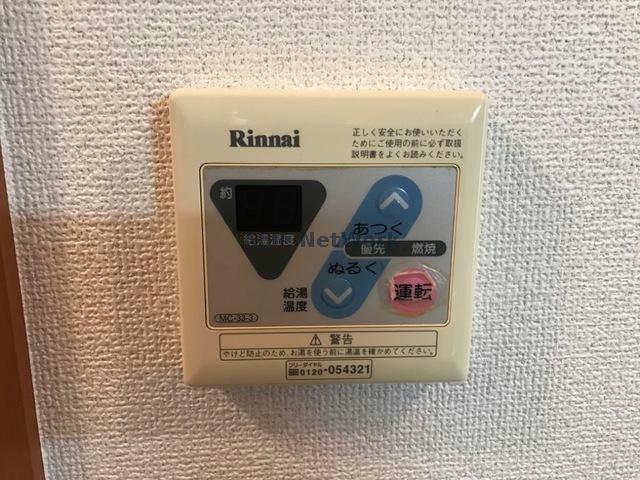 Rinnai
正しく安全にお使いいただく
ためにご使用の前に必ず取扱
説明書をよくお読みください。
約
給湯温度
あつく
優先 燃焼
ぬるく
給湯
温度
運転
MC-33-3
⚠ 警告
やけど防止のため、お湯を使う前に湯温を確かめてください。
フリーダイヤル
0120-054321